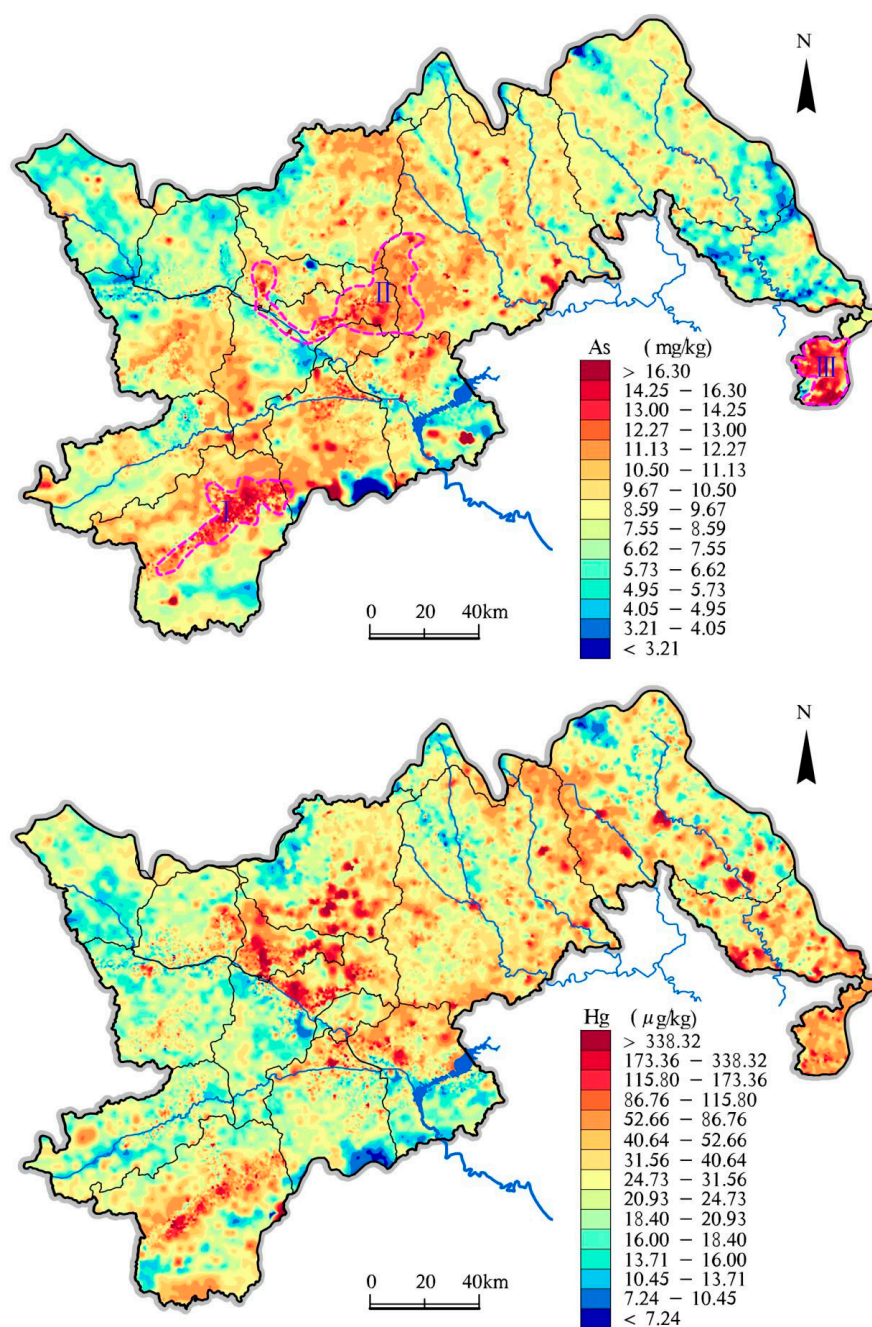 N
II
III
I
As (mg/kg)
> 16.30
14.25 − 16.30
13.00 − 14.25
12.27 − 13.00
11.13 − 12.27
10.50 − 11.13
9.67 − 10.50
8.59 − 9.67
7.55 − 8.59
6.62 − 7.55
5.73 − 6.62
4.95 − 5.73
4.05 − 4.95
3.21 − 4.05
< 3.21
0 20 40km
N
Hg (μg/kg)
> 338.32
173.36 − 338.32
115.80 − 173.36
86.76 − 115.80
52.66 − 86.76
40.64 − 52.66
31.56 − 40.64
24.73 − 31.56
20.93 − 24.73
18.40 − 20.93
16.00 − 18.40
13.71 − 16.00
10.45 − 13.71
7.24 − 10.45
< 7.24
0 20 40km